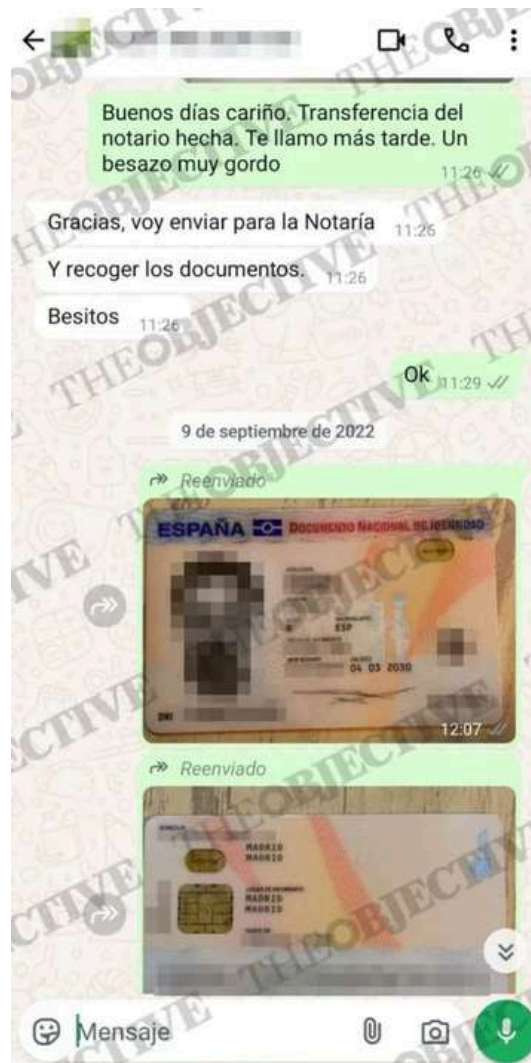 Buenos días cariño. Transferencia del
notario hecha. Te llamo más tarde. Un
besazo muy gordo
11:26
Gracias, voy enviar para la Notaría
11:26
Y recoger los documentos.
11:26
Besitos
11:26
Ok
11:29
9 de septiembre de 2022
Reenviado
ESPAÑA DOCUMENTO NACIONAL DE IDENTIDAD
ESP
04 03 2030
DNI
12:07
Reenviado
MADRID
MADRID
MADRID
MADRID
Mensaje
THEOBJECTIVE